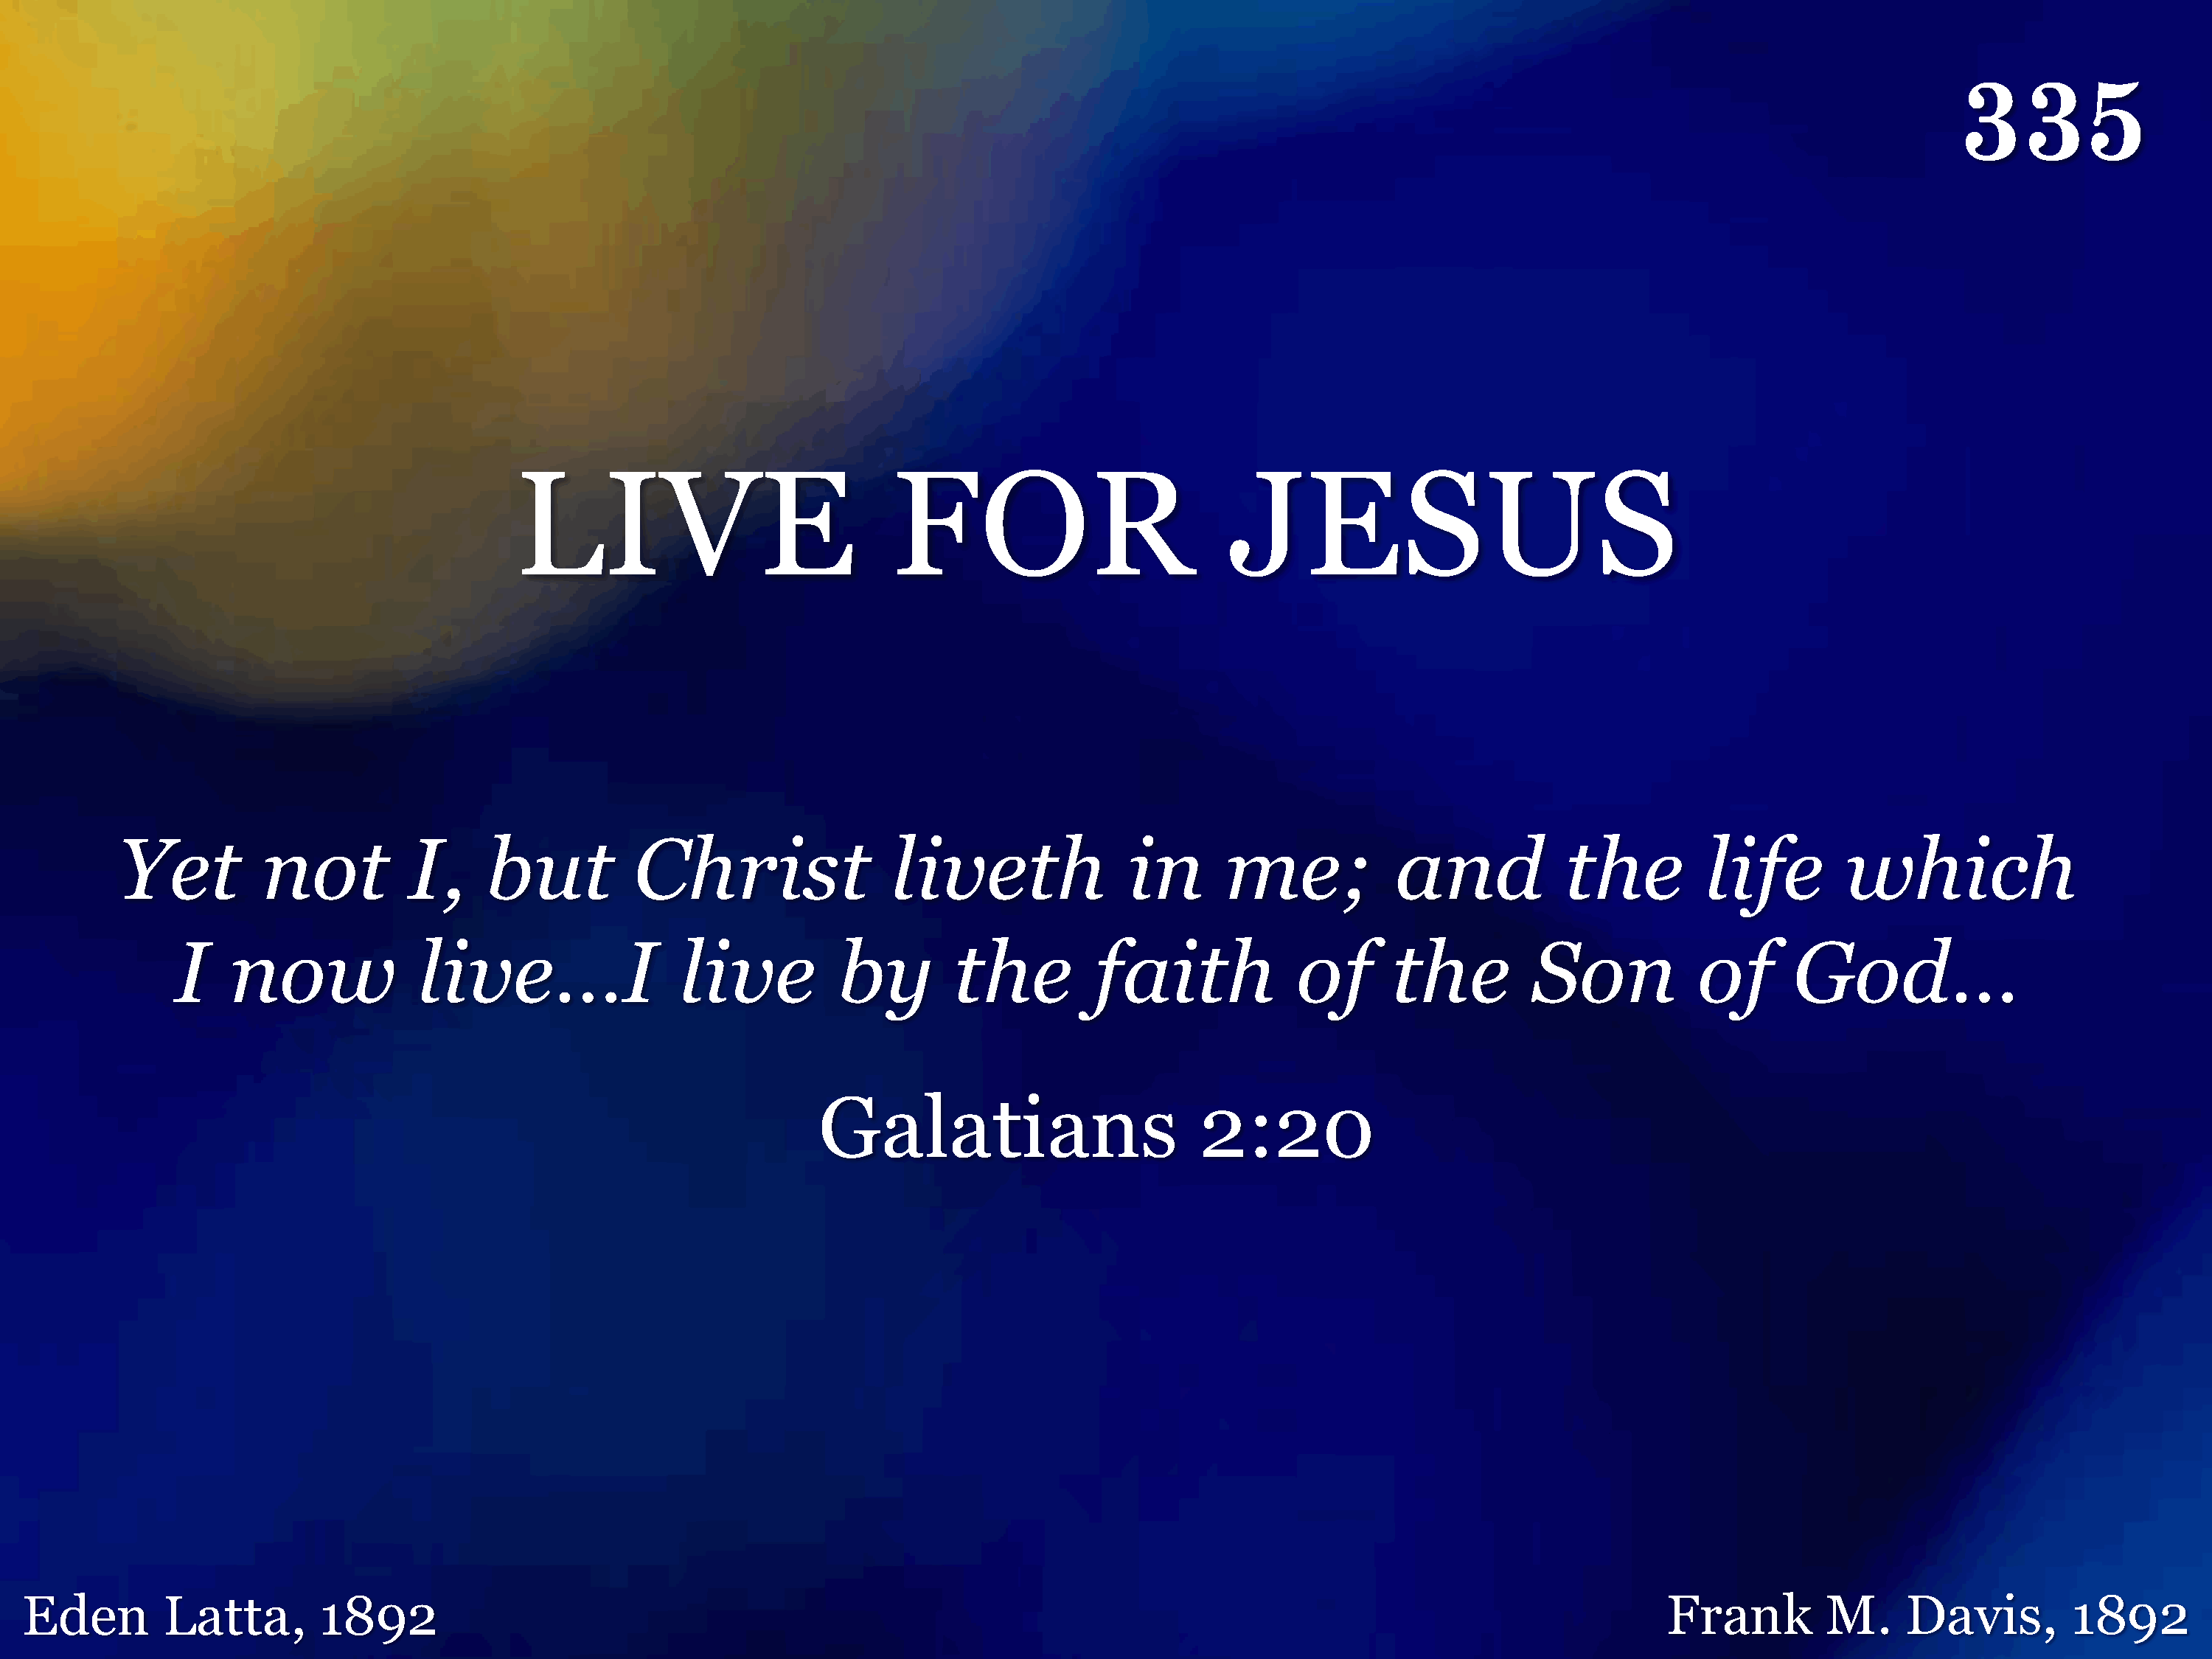 335
LIVE FOR JESUS
Yet not I, but Christ liveth in me; and the life which
I now live...I live by the faith of the Son of God...
Galatians 2:20
Eden Latta, 1892
Frank M. Davis, 1892